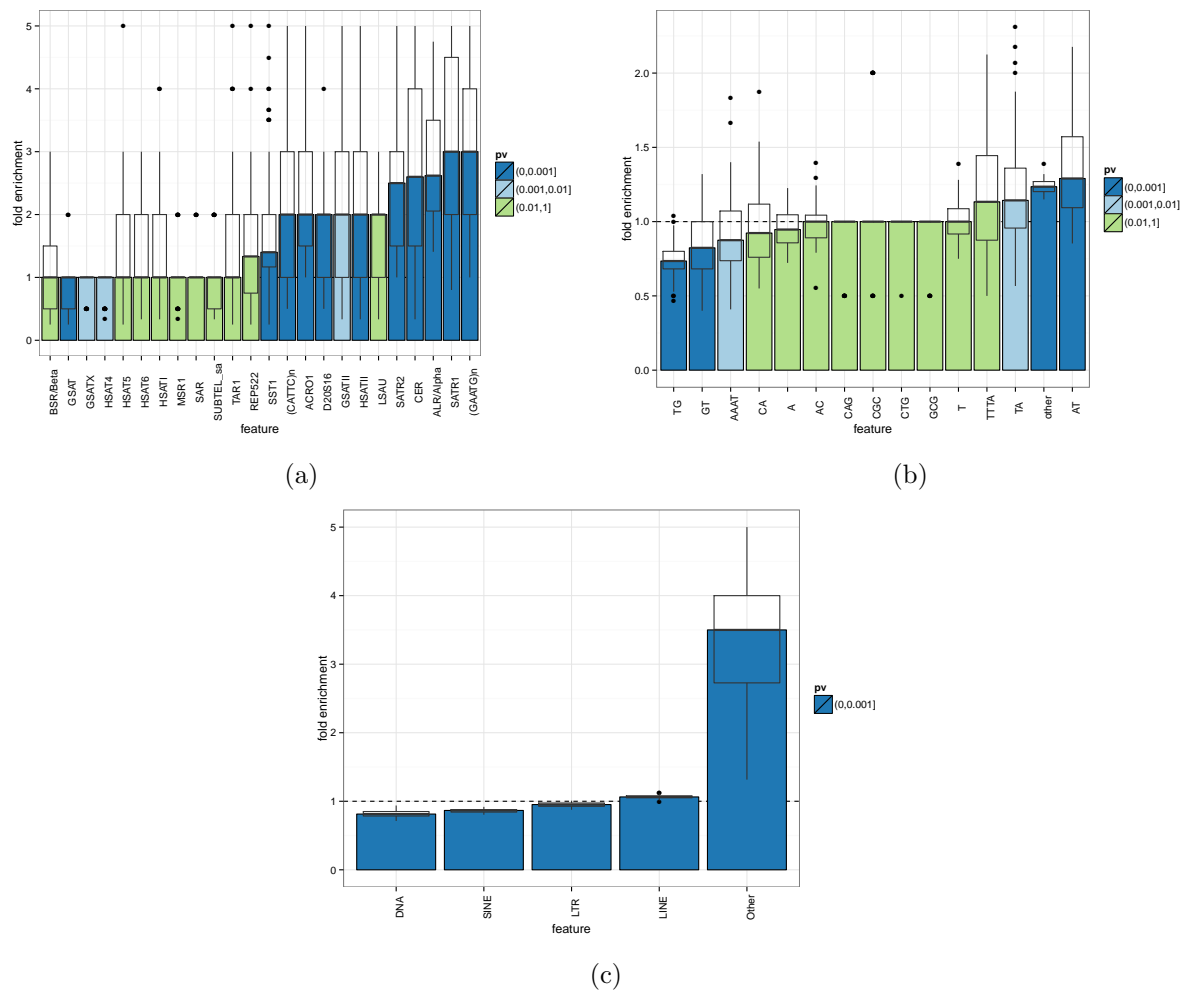 5
4
3
2
1
0
fold enrichment
BSR/Beta
GSAT
GSATX
HSAT4
HSAT5
HSAT6
HSATI
MSR1
SAR
SUBTEL_sa
TAR1
REP522
SST1
(CATTC)n
ACRO1
D20S16
GSATII
HSATII
LSAU
SATR2
CER
ALR/Alpha
SATR1
(GAATG)n
feature
pv
(0,0.001]
(0.001,0.01]
(0.01,1]
(a)
2.0
1.5
1.0
0.5
0.0
fold enrichment
TG
GT
AAAT
CA
A
AC
CAG
CGC
CTG
GCG
T
TTTA
TA
other
AT
feature
pv
(0,0.001]
(0.001,0.01]
(0.01,1]
(b)
5
4
3
2
1
0
fold enrichment
DNA
SINE
LTR
LINE
Other
feature
pv
(0,0.001]
(c)